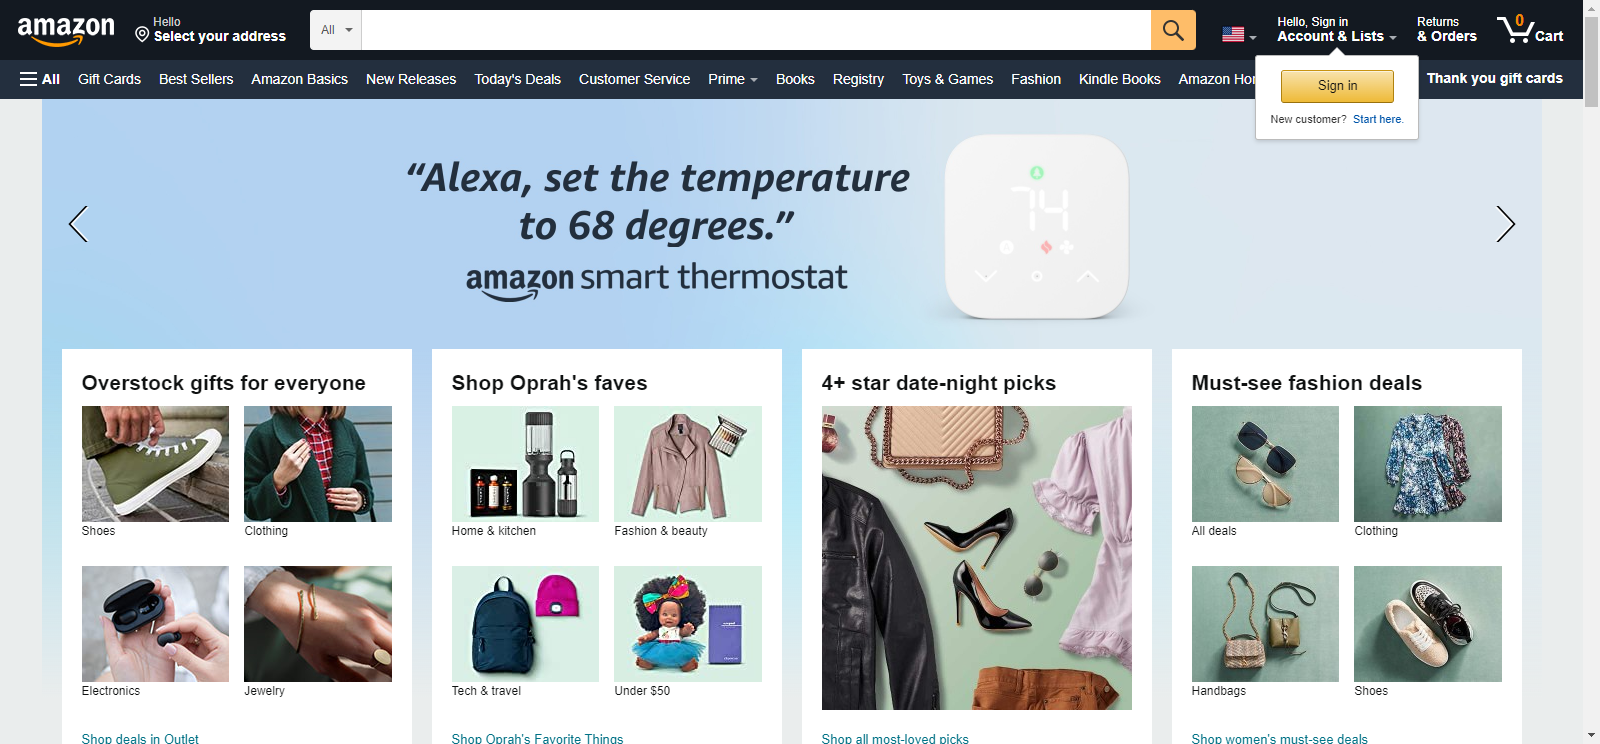 amazon
Hello
Select your address
All
Hello, Sign in
Account & Lists
Returns
& Orders
0
Cart
All
Gift Cards
Best Sellers
Amazon Basics
New Releases
Today's Deals
Customer Service
Prime
Books
Registry
Toys & Games
Fashion
Kindle Books
Amazon
Thank you gift cards
Sign in
New customer? Start here.
“Alexa, set the temperature
to 68 degrees.”
amazon smart thermostat
74
Overstock gifts for everyone
Shoes
Clothing
Electronics
Jewelry
Shop deals in Outlet
Shop Oprah's faves
Home & kitchen
Fashion & beauty
Tech & travel
Under $50
Shop Oprah's Favorite Things
4+ star date-night picks
Shop all most-loved picks
Must-see fashion deals
All deals
Clothing
Handbags
Shoes
Shop women's must-see deals